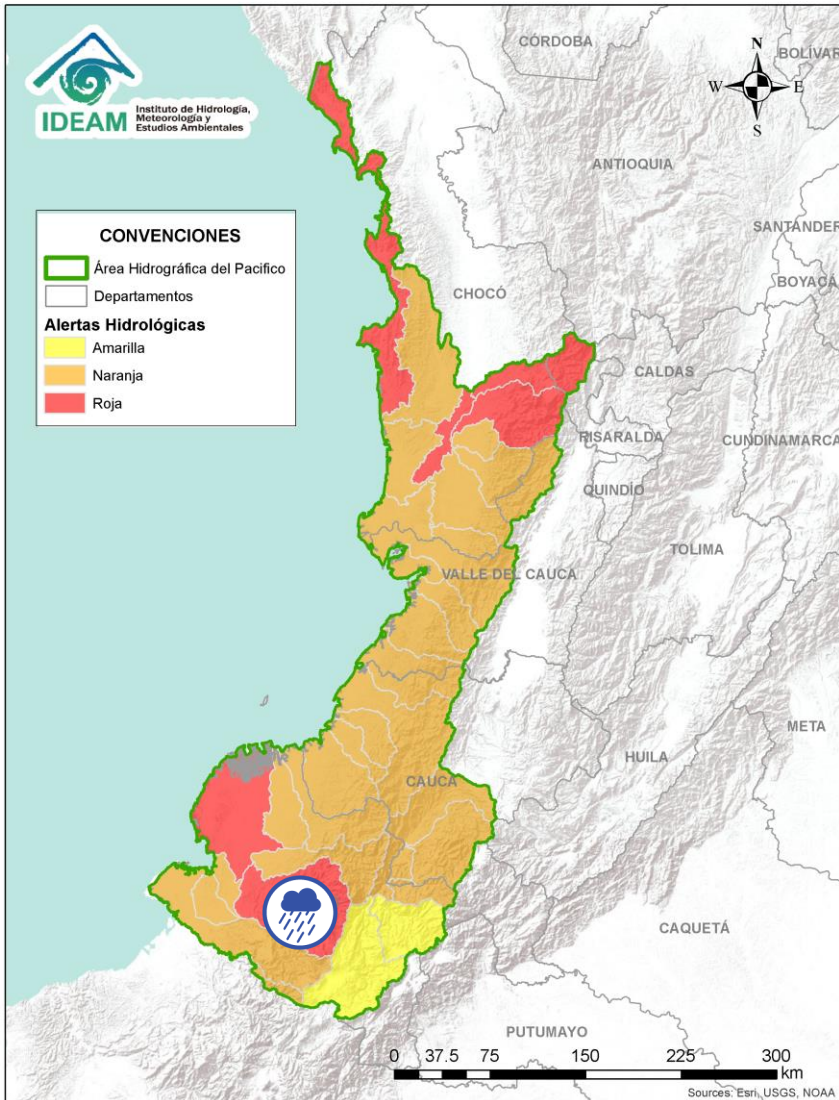 IDEAM
Instituto de Hidrología,
Meteorología y
Estudios Ambientales
CÓRDOBA
BOLÍVAR
N
W
E
S
ANTIOQUIA
CONVENCIONES
Área Hidrográfica del Pacifico
Departamentos
Alertas Hidrológicas
Amarilla
Naranja
Roja
SANTANDER
BOYACÁ
CHOCÓ
CALDAS
RISARALDA
CUNDINAMARCA
QUINDÍO
TOLIMA
VALLE DEL CAUCA
META
HUILA
CAUCA
CAQUETÁ
PUTUMAYO
0 37.5 75 150 225 300
km
Sources: Esri, USGS, NOAA